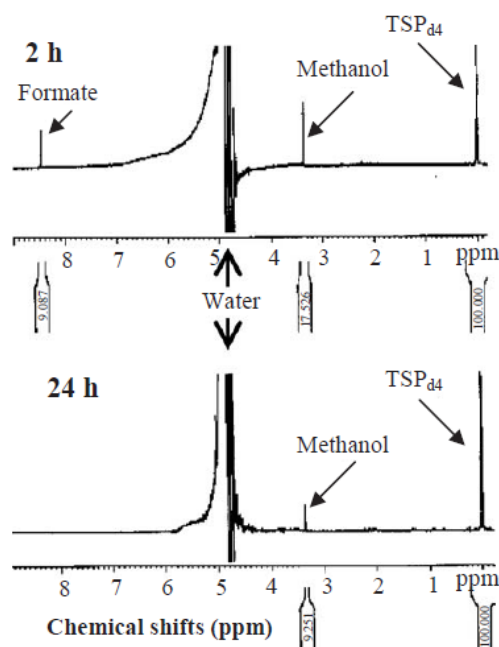 2 h
TSPd4
Methanol
Formate
8 7 6 5 4 3 2 1 ppm
9.087 17.526 100.000
Water
24 h
TSPd4
Methanol
8 7 6 5 4 3 2 1 ppm
Chemical shifts (ppm) 9.251 100.000